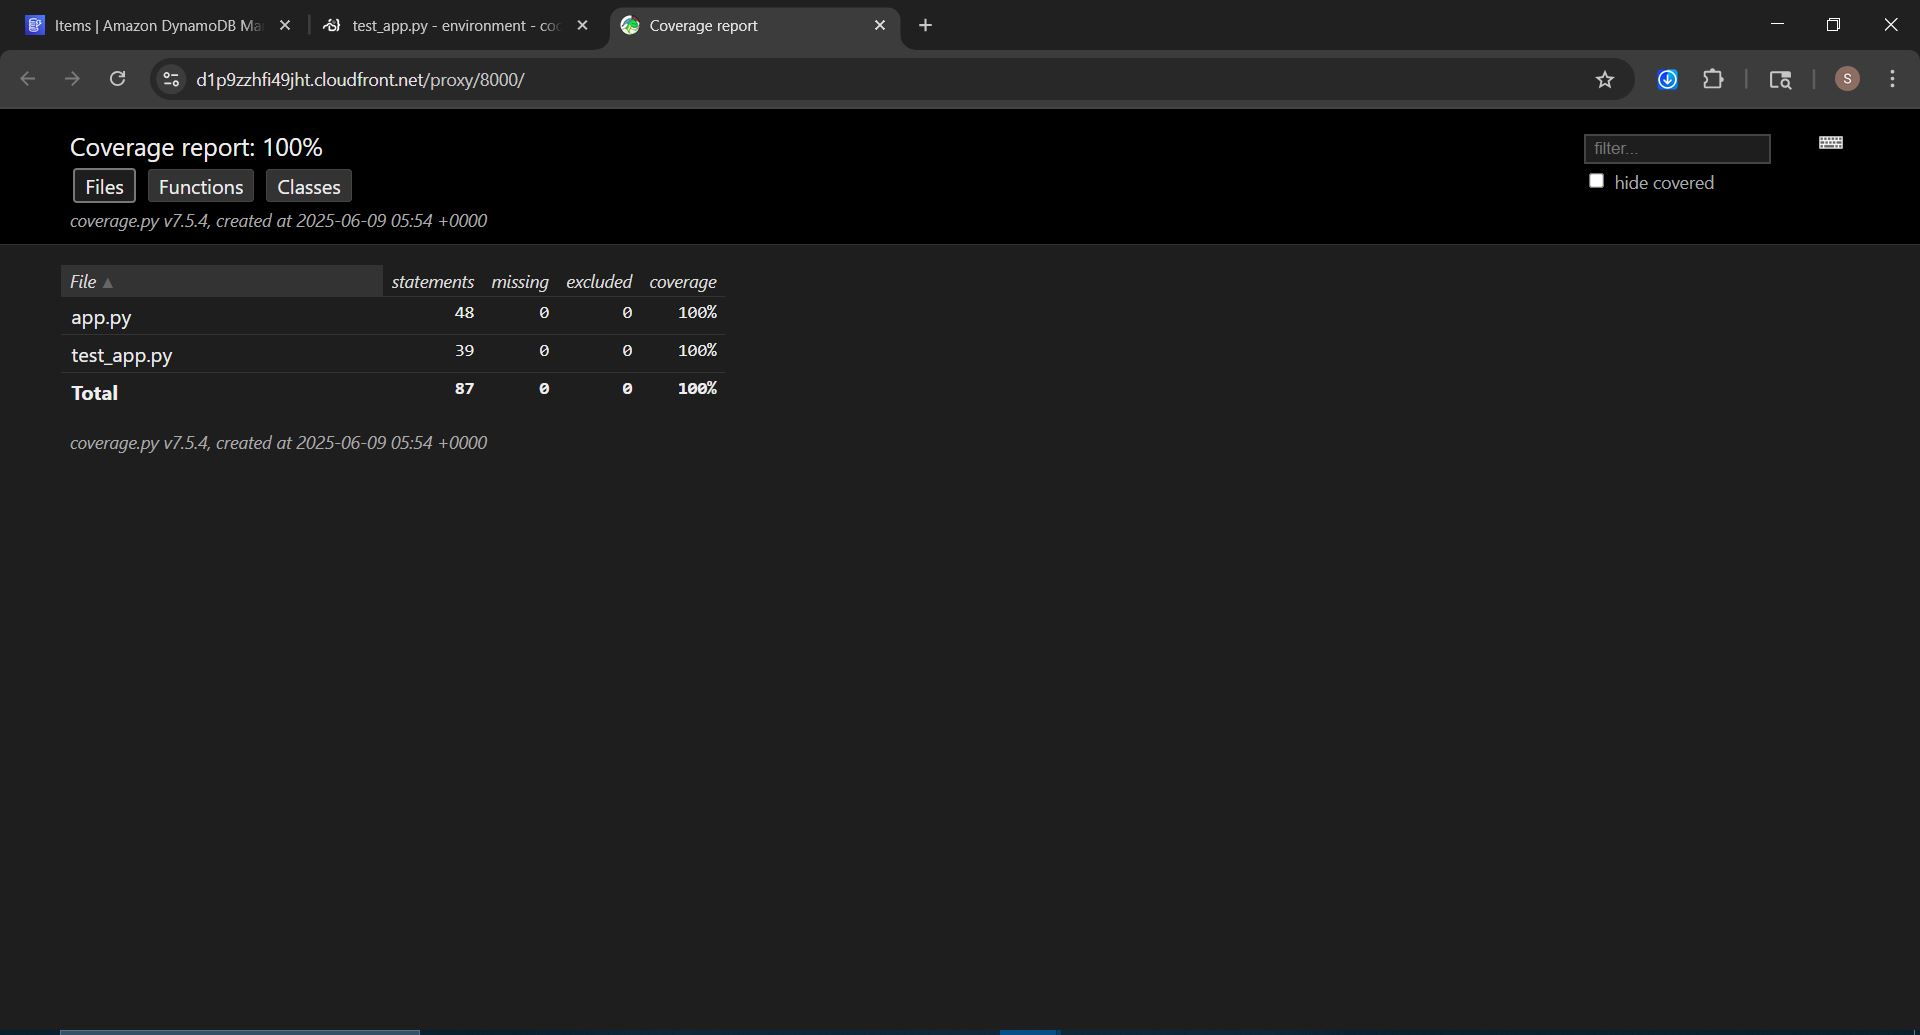 Items | Amazon DynamoDB Ma
test_app.py - environment - co
Coverage report
d1p9zzhfi49jht.cloudfront.net/proxy/8000/
S
Coverage report: 100%
filter...
Files Functions Classes
hide covered
coverage.py v7.5.4, created at 2025-06-09 05:54 +0000
File ▲ statements missing excluded coverage
app.py 48 0 0 100%
test_app.py 39 0 0 100%
Total 87 0 0 100%
coverage.py v7.5.4, created at 2025-06-09 05:54 +0000